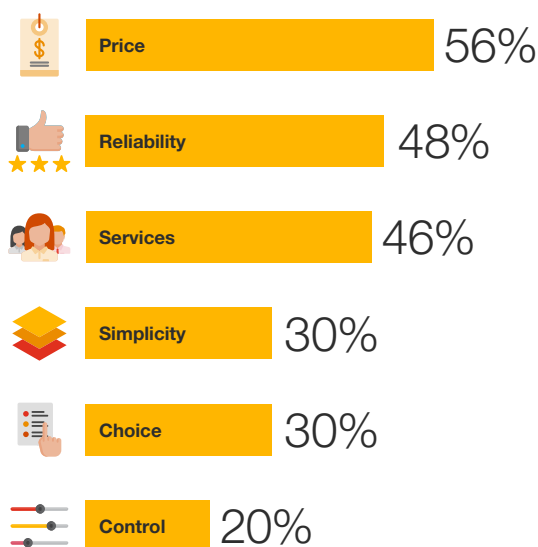 $
Price 56%
Reliability 48%
Services 46%
Simplicity 30%
Choice 30%
Control 20%